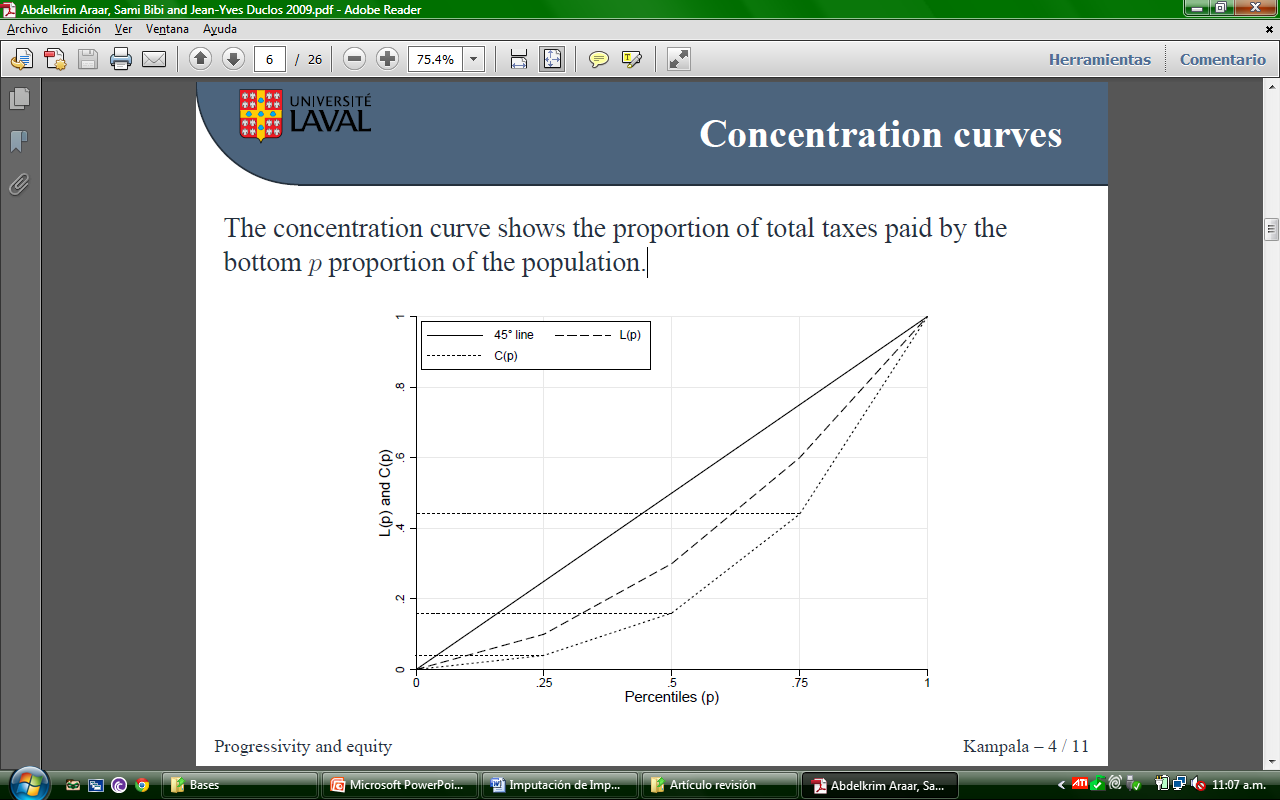 Abdelkrim Araar, Sami Bibi and Jean-Yves Duclos 2009.pdf - Adobe Reader
Archivo Edición Ver Ventana Ayuda
6 / 26 75.4% Herramientas Comentario
UNIVERSITÉ
LAVAL
Concentration curves
The concentration curve shows the proportion of total taxes paid by the
bottom p proportion of the population.
45° line L(p)
C(p)
1
.8
.6
.4
.2
0
L(p) and C(p)
0 .25 .5 .75 1
Percentiles (p)
Progressivity and equity Kampala – 4 / 11
Bases Microsoft PowerPoi... Imputación de Imp... Artículo revisión Abdelkrim Araar, Sa... ATI 11:07 a.m.